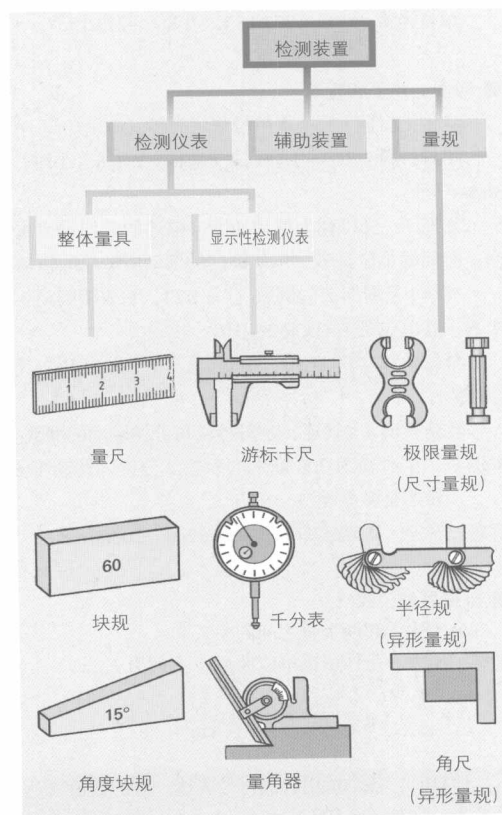 检测装置
检测仪表 辅助装置 量规
整体量具 显示性检测仪表
1 2 3 4
量尺 游标卡尺 极限量规
(尺寸量规)
60
块规 千分表 半径规
(异形量规)
15°
角度块规 量角器 角尺
(异形量规)